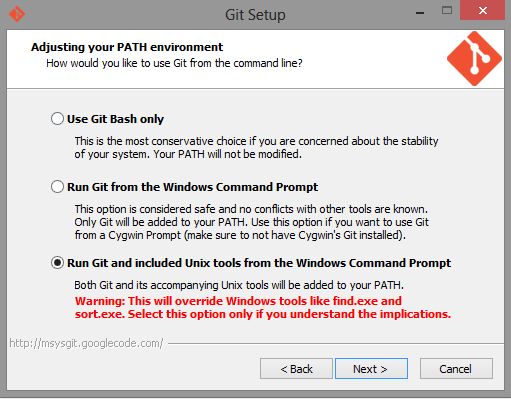 Git Setup
Adjusting your PATH environment
How would you like to use Git from the command line?
Use Git Bash only
This is the most conservative choice if you are concerned about the stability
of your system. Your PATH will not be modified.
Run Git from the Windows Command Prompt
This option is considered safe and no conflicts with other tools are known.
Only Git will be added to your PATH. Use this option if you want to use Git
from a Cygwin Prompt (make sure to not have Cygwin's Git installed).
Run Git and included Unix tools from the Windows Command Prompt
Both Git and its accompanying Unix tools will be added to your PATH.
Warning: This will override Windows tools like find.exe and
sort.exe. Select this option only if you understand the implications.
http://msysgit.googlecode.com/
< Back
Next >
Cancel